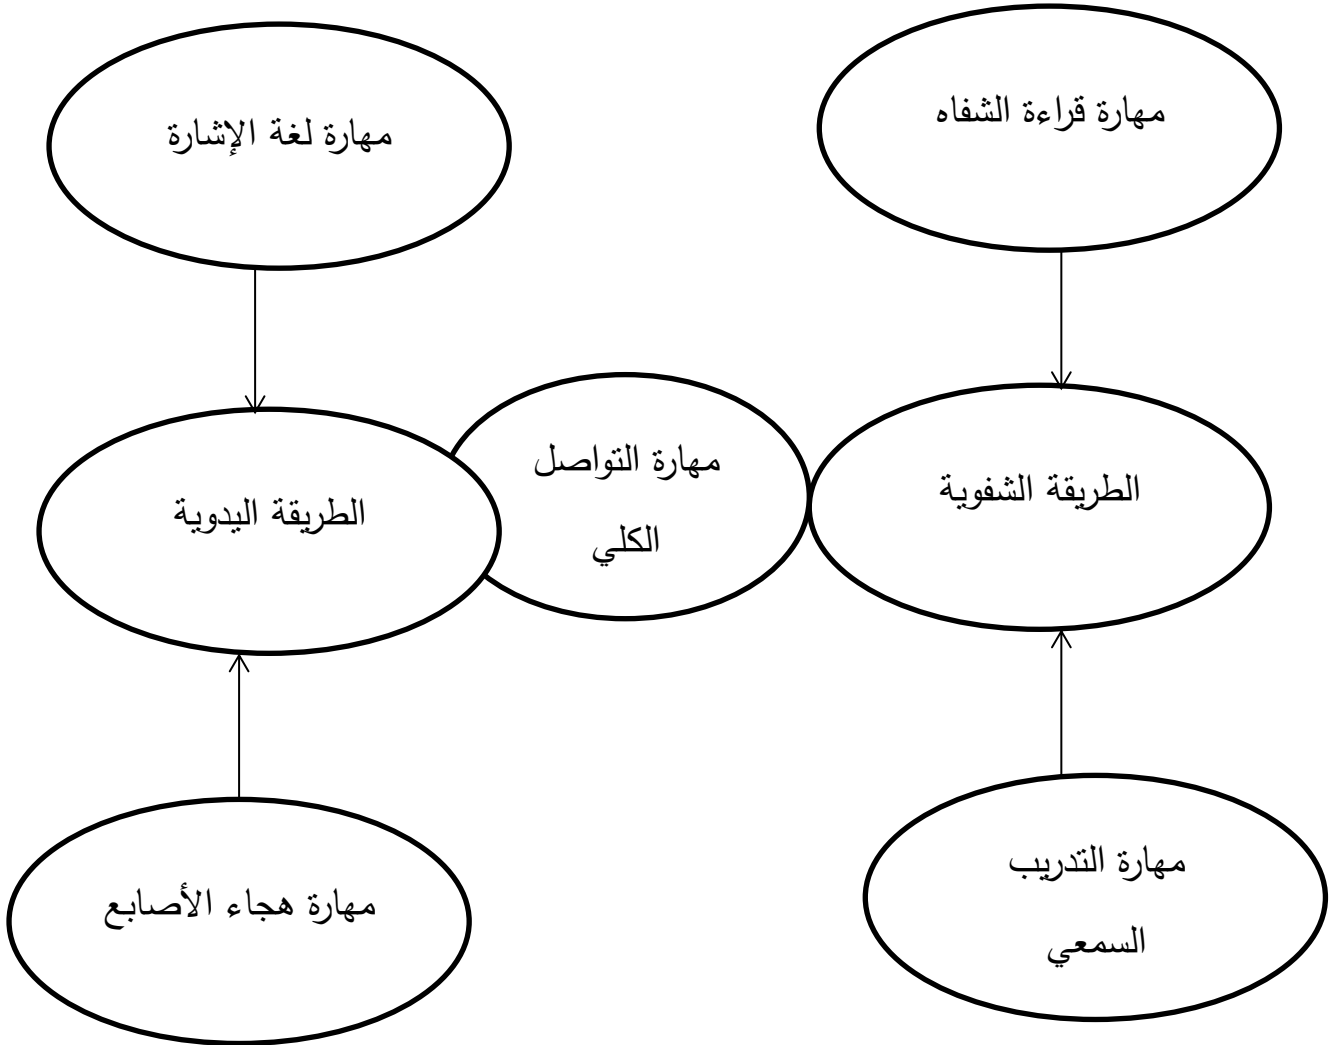 مهارة قراءة الشفاه
مهارة لغة الإشارة
الطريقة الشفوية
مهارة التواصل
الكلي
الطريقة اليدوية
مهارة التدريب
السمعي
مهارة هجاء الأصابع